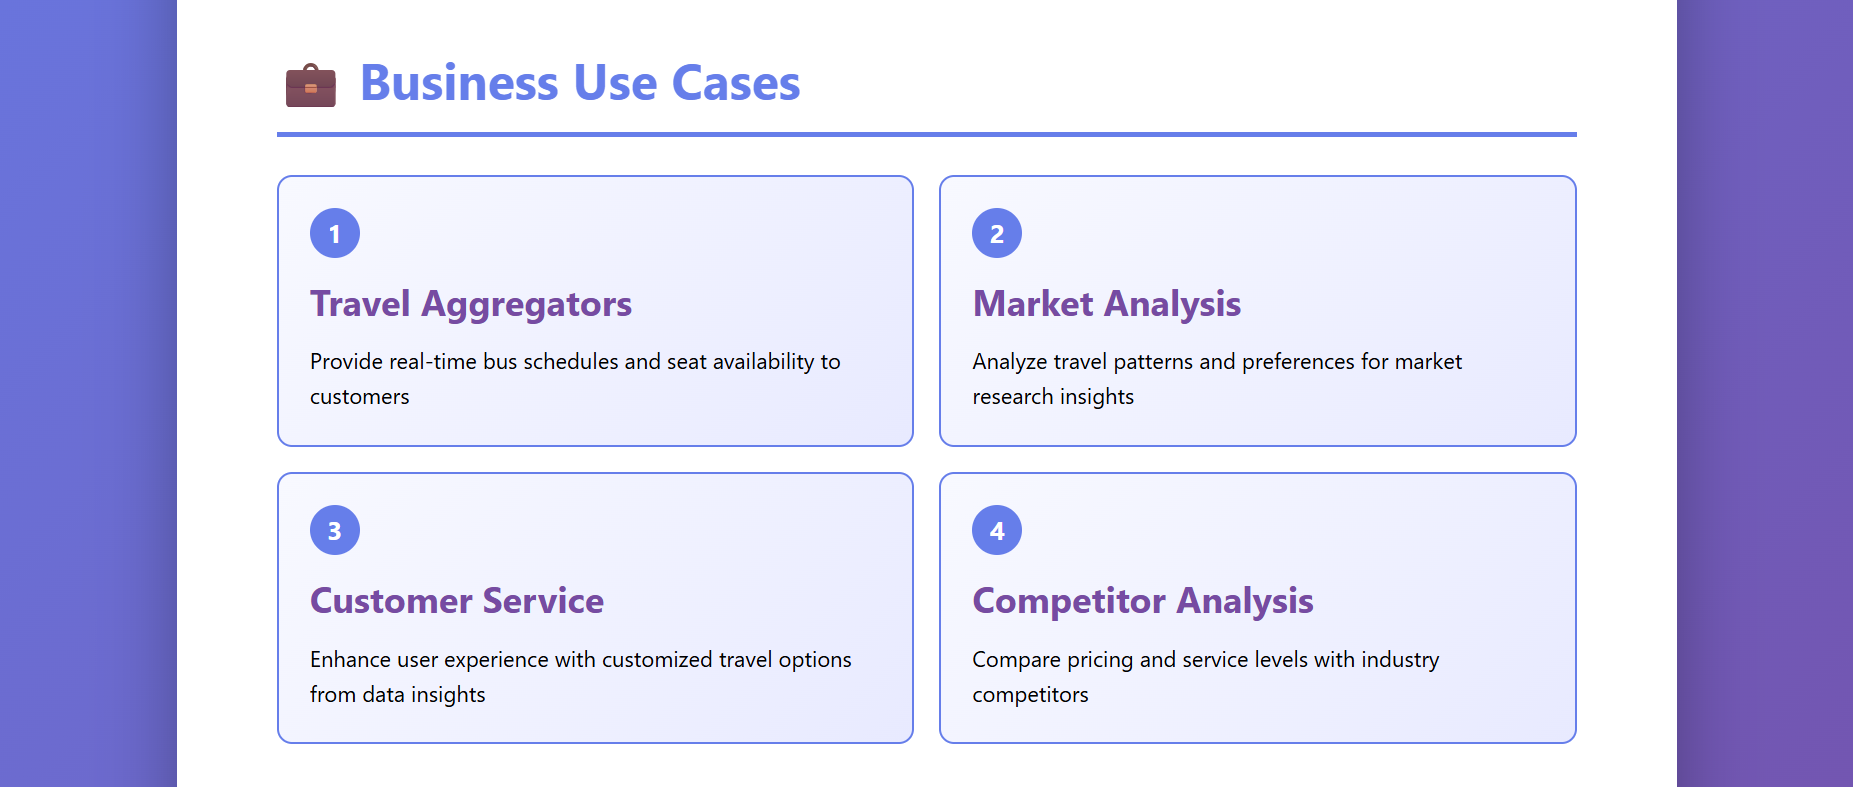 Business Use Cases
1
Travel Aggregators
Provide real-time bus schedules and seat availability to
customers
2
Market Analysis
Analyze travel patterns and preferences for market
research insights
3
Customer Service
Enhance user experience with customized travel options
from data insights
4
Competitor Analysis
Compare pricing and service levels with industry
competitors